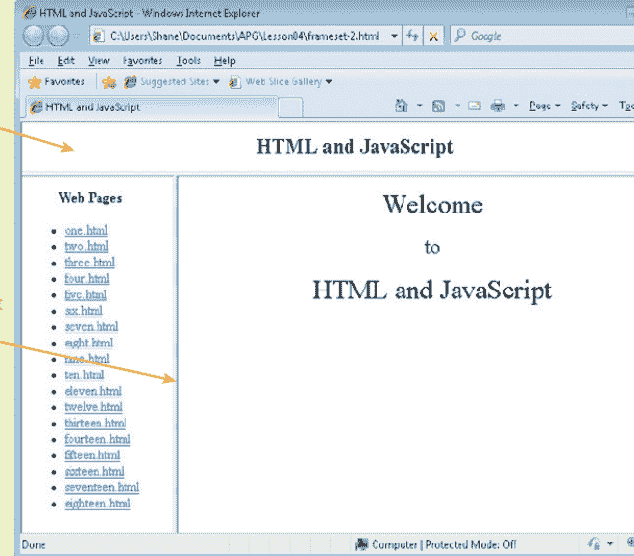 HTML and JavaScript - Windows Internet Explorer
C:\Users\Shane\Documents\APG\Lesson04\frameset-2.html Google
File Edit View Favorites Tools Help
Favorites Suggested Sites Web Slice Gallery
HTML and JavaScript Page Safety
HTML and JavaScript
Web Pages
one.html
two.html
three.html
four.html
five.html
six.html
seven.html
eight.html
nine.html
ten.html
eleven.html
twelve.html
thirteen.html
fourteen.html
fifteen.html
sixteen.html
seventeen.html
eighteen.html
Welcome
to
HTML and JavaScript
Done Computer | Protected Mode: Off